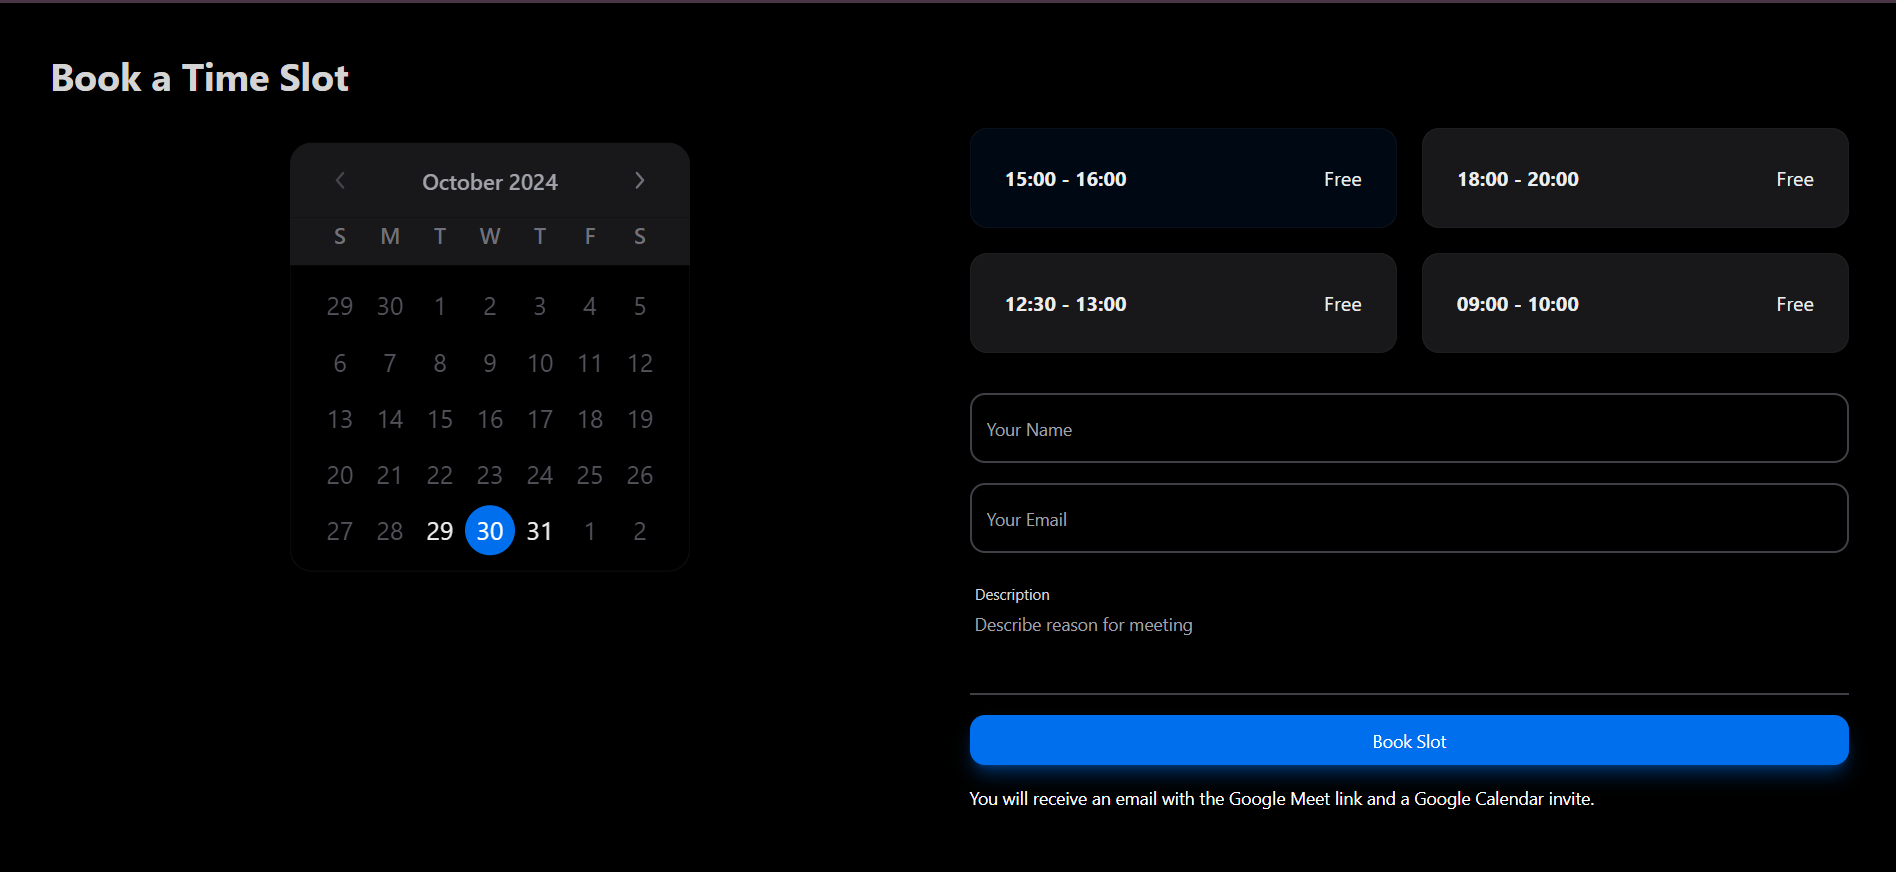 Book a Time Slot
October 2024
S M T W T F S
29 30 1 2 3 4 5
6 7 8 9 10 11 12
13 14 15 16 17 18 19
20 21 22 23 24 25 26
27 28 29 30 31 1 2
15:00 - 16:00 Free
18:00 - 20:00 Free
12:30 - 13:00 Free
09:00 - 10:00 Free
Your Name
Your Email
Description
Describe reason for meeting
Book Slot
You will receive an email with the Google Meet link and a Google Calendar invite.